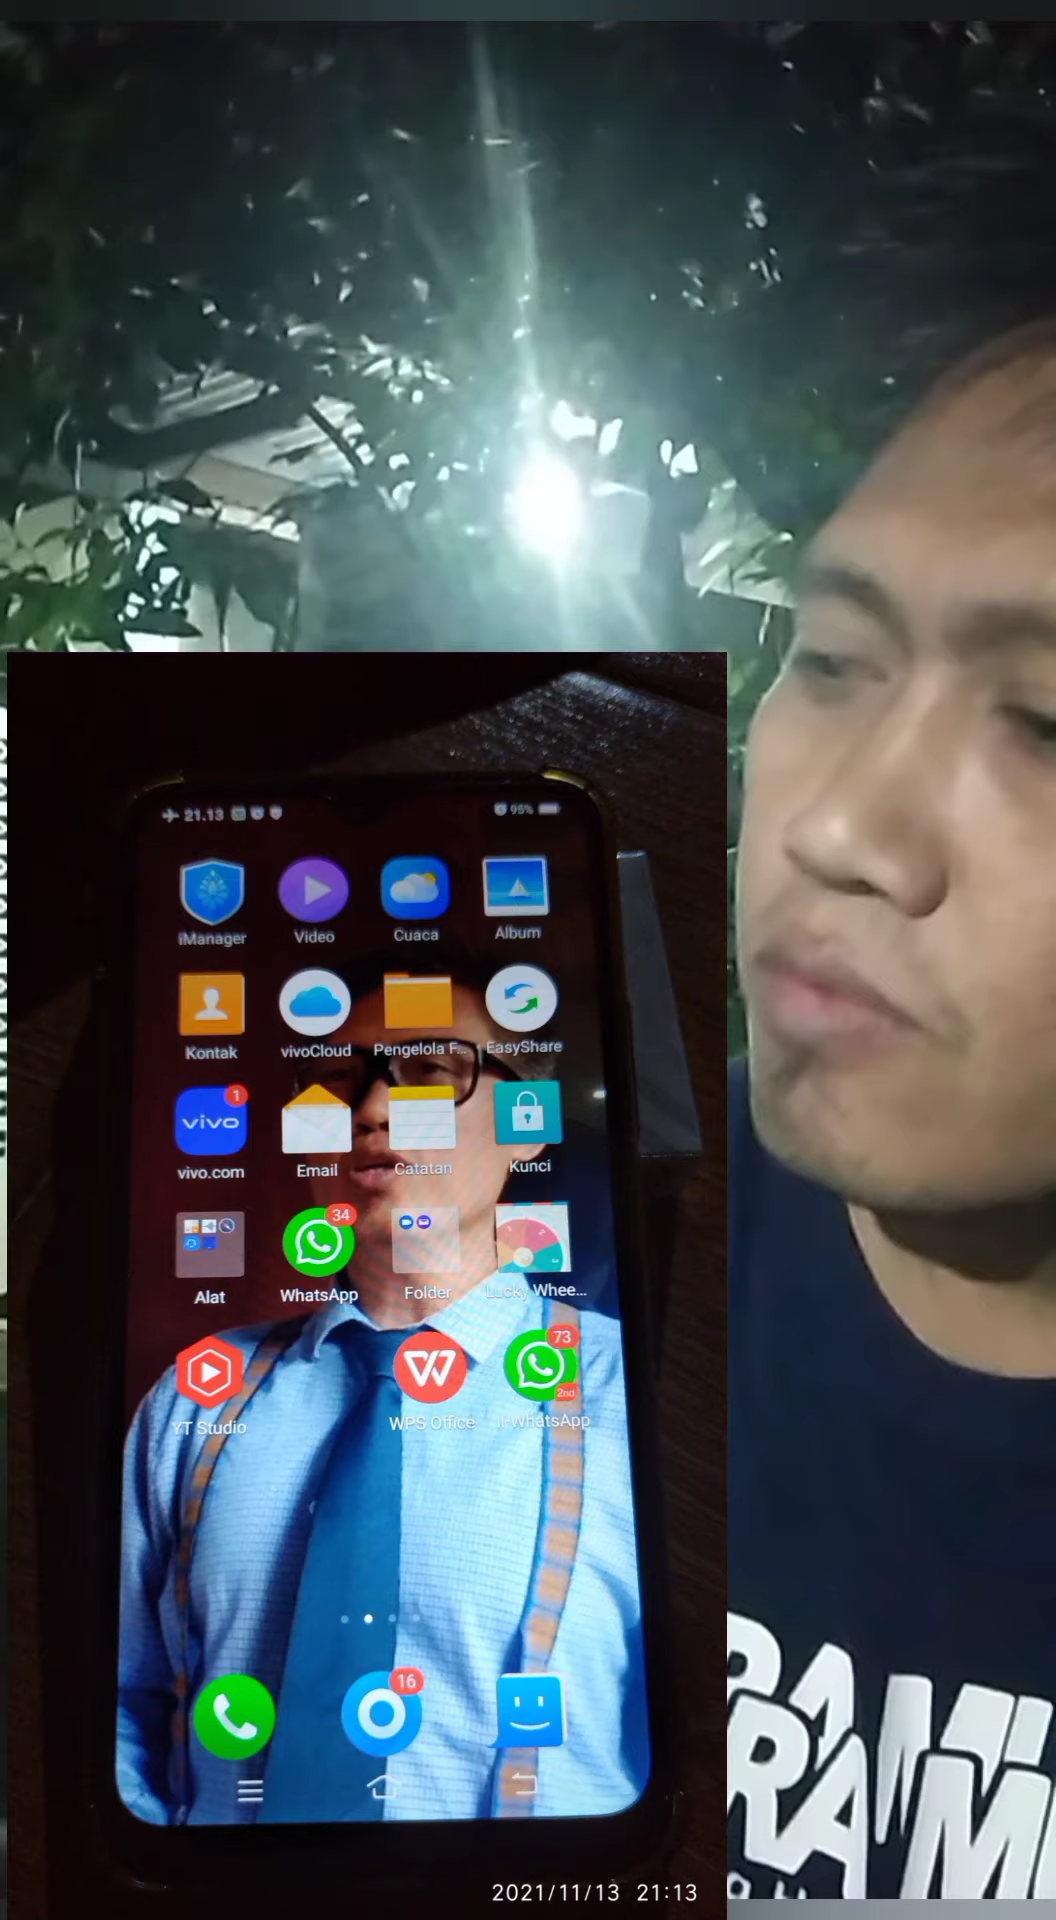 21.13
95%
iManager
Video
Cuaca
Album
Kontak
vivoCloud
Pengelola F...
EasyShare
1
vivo
vivo.com
Email
Catatan
Kunci
34
Alat
WhatsApp
Folder
Lucky Whee...
73
2nd
YT Studio
WPS Office
II·WhatsApp
16
2021/11/13 21:13